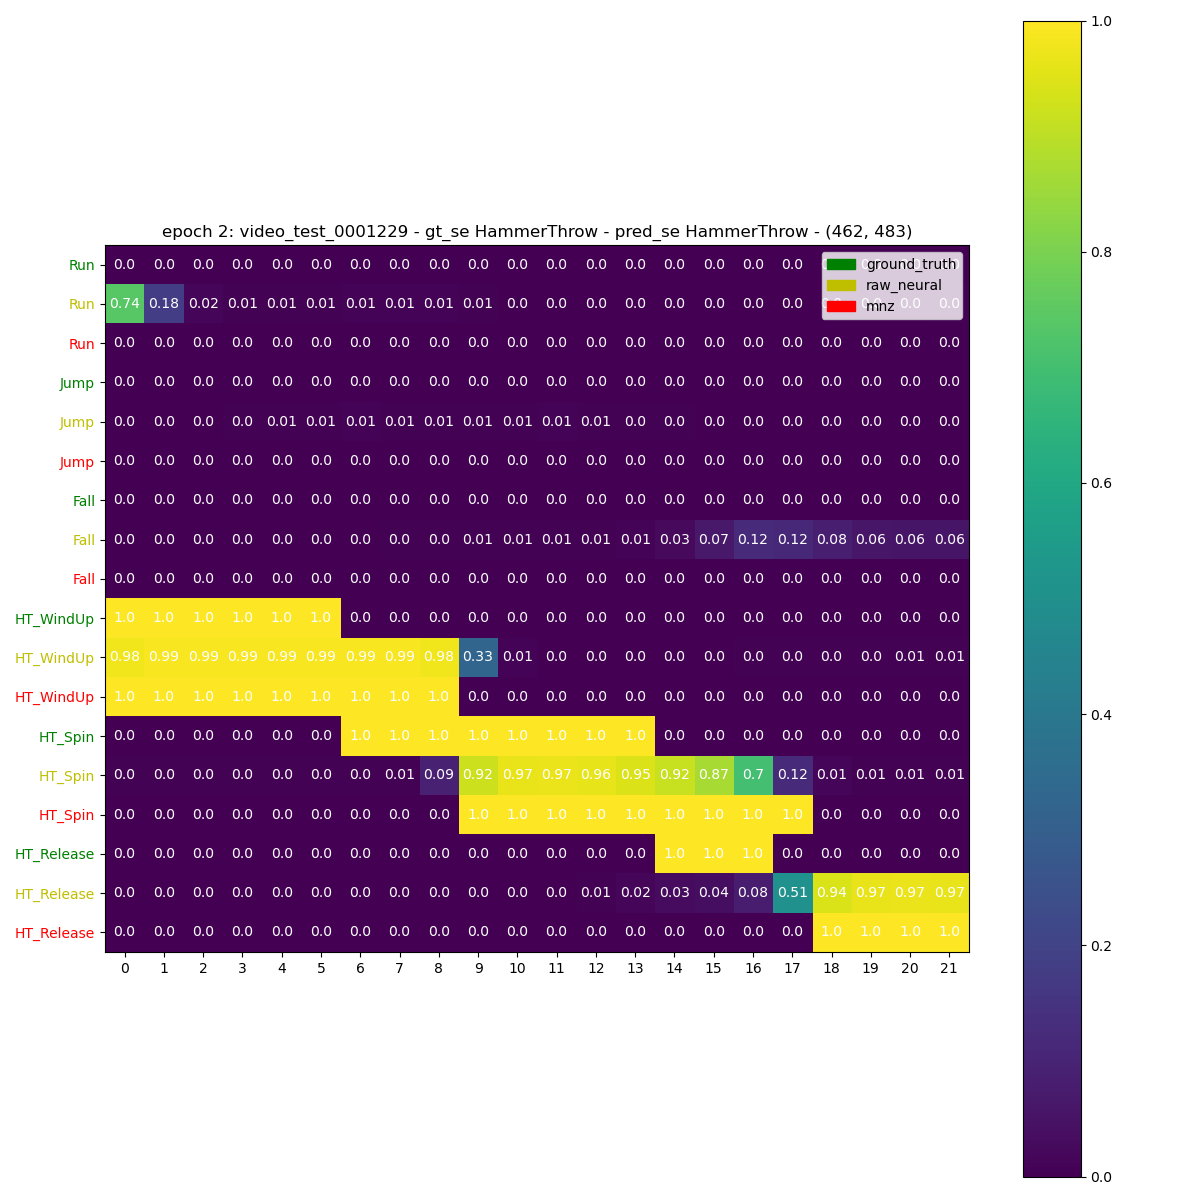 epoch 2: video_test_0001229 - gt_se HammerThrow - pred_se HammerThrow - (462, 483)
Run 0.0 0.0 0.0 0.0 0.0 0.0 0.0 0.0 0.0 0.0 0.0 0.0 0.0 0.0 0.0 0.0 0.0 0.0
ground_truth
raw_neural
mnz
Run 0.74 0.18 0.02 0.01 0.01 0.01 0.01 0.01 0.01 0.01 0.0 0.0 0.0 0.0 0.0 0.0 0.0 0.0
Run 0.0 0.0 0.0 0.0 0.0 0.0 0.0 0.0 0.0 0.0 0.0 0.0 0.0 0.0 0.0 0.0 0.0 0.0 0.0 0.0 0.0 0.0
Jump 0.0 0.0 0.0 0.0 0.0 0.0 0.0 0.0 0.0 0.0 0.0 0.0 0.0 0.0 0.0 0.0 0.0 0.0 0.0 0.0 0.0 0.0
Jump 0.0 0.0 0.0 0.0 0.01 0.01 0.01 0.01 0.01 0.01 0.01 0.01 0.01 0.0 0.0 0.0 0.0 0.0 0.0 0.0 0.0 0.0
Jump 0.0 0.0 0.0 0.0 0.0 0.0 0.0 0.0 0.0 0.0 0.0 0.0 0.0 0.0 0.0 0.0 0.0 0.0 0.0 0.0 0.0 0.0
Fall 0.0 0.0 0.0 0.0 0.0 0.0 0.0 0.0 0.0 0.0 0.0 0.0 0.0 0.0 0.0 0.0 0.0 0.0 0.0 0.0 0.0 0.0
Fall 0.0 0.0 0.0 0.0 0.0 0.0 0.0 0.0 0.0 0.01 0.01 0.01 0.01 0.01 0.03 0.07 0.12 0.12 0.08 0.06 0.06 0.06
Fall 0.0 0.0 0.0 0.0 0.0 0.0 0.0 0.0 0.0 0.0 0.0 0.0 0.0 0.0 0.0 0.0 0.0 0.0 0.0 0.0 0.0 0.0
HT_WindUp 1.0 1.0 1.0 1.0 1.0 1.0 0.0 0.0 0.0 0.0 0.0 0.0 0.0 0.0 0.0 0.0 0.0 0.0 0.0 0.0 0.0 0.0
HT_WindUp 0.98 0.99 0.99 0.99 0.99 0.99 0.99 0.99 0.98 0.33 0.01 0.0 0.0 0.0 0.0 0.0 0.0 0.0 0.0 0.0 0.01 0.01
HT_WindUp 1.0 1.0 1.0 1.0 1.0 1.0 1.0 1.0 1.0 0.0 0.0 0.0 0.0 0.0 0.0 0.0 0.0 0.0 0.0 0.0 0.0 0.0
HT_Spin 0.0 0.0 0.0 0.0 0.0 0.0 1.0 1.0 1.0 1.0 1.0 1.0 1.0 1.0 0.0 0.0 0.0 0.0 0.0 0.0 0.0 0.0
HT_Spin 0.0 0.0 0.0 0.0 0.0 0.0 0.0 0.01 0.09 0.92 0.97 0.97 0.96 0.95 0.92 0.87 0.7 0.12 0.01 0.01 0.01 0.01
HT_Spin 0.0 0.0 0.0 0.0 0.0 0.0 0.0 0.0 0.0 1.0 1.0 1.0 1.0 1.0 1.0 1.0 1.0 1.0 0.0 0.0 0.0 0.0
HT_Release 0.0 0.0 0.0 0.0 0.0 0.0 0.0 0.0 0.0 0.0 0.0 0.0 0.0 0.0 1.0 1.0 1.0 0.0 0.0 0.0 0.0 0.0
HT_Release 0.0 0.0 0.0 0.0 0.0 0.0 0.0 0.0 0.0 0.0 0.0 0.0 0.01 0.02 0.03 0.04 0.08 0.51 0.94 0.97 0.97 0.97
HT_Release 0.0 0.0 0.0 0.0 0.0 0.0 0.0 0.0 0.0 0.0 0.0 0.0 0.0 0.0 0.0 0.0 0.0 0.0 1.0 1.0 1.0 1.0
0 1 2 3 4 5 6 7 8 9 10 11 12 13 14 15 16 17 18 19 20 21
1.0
0.8
0.6
0.4
0.2
0.0